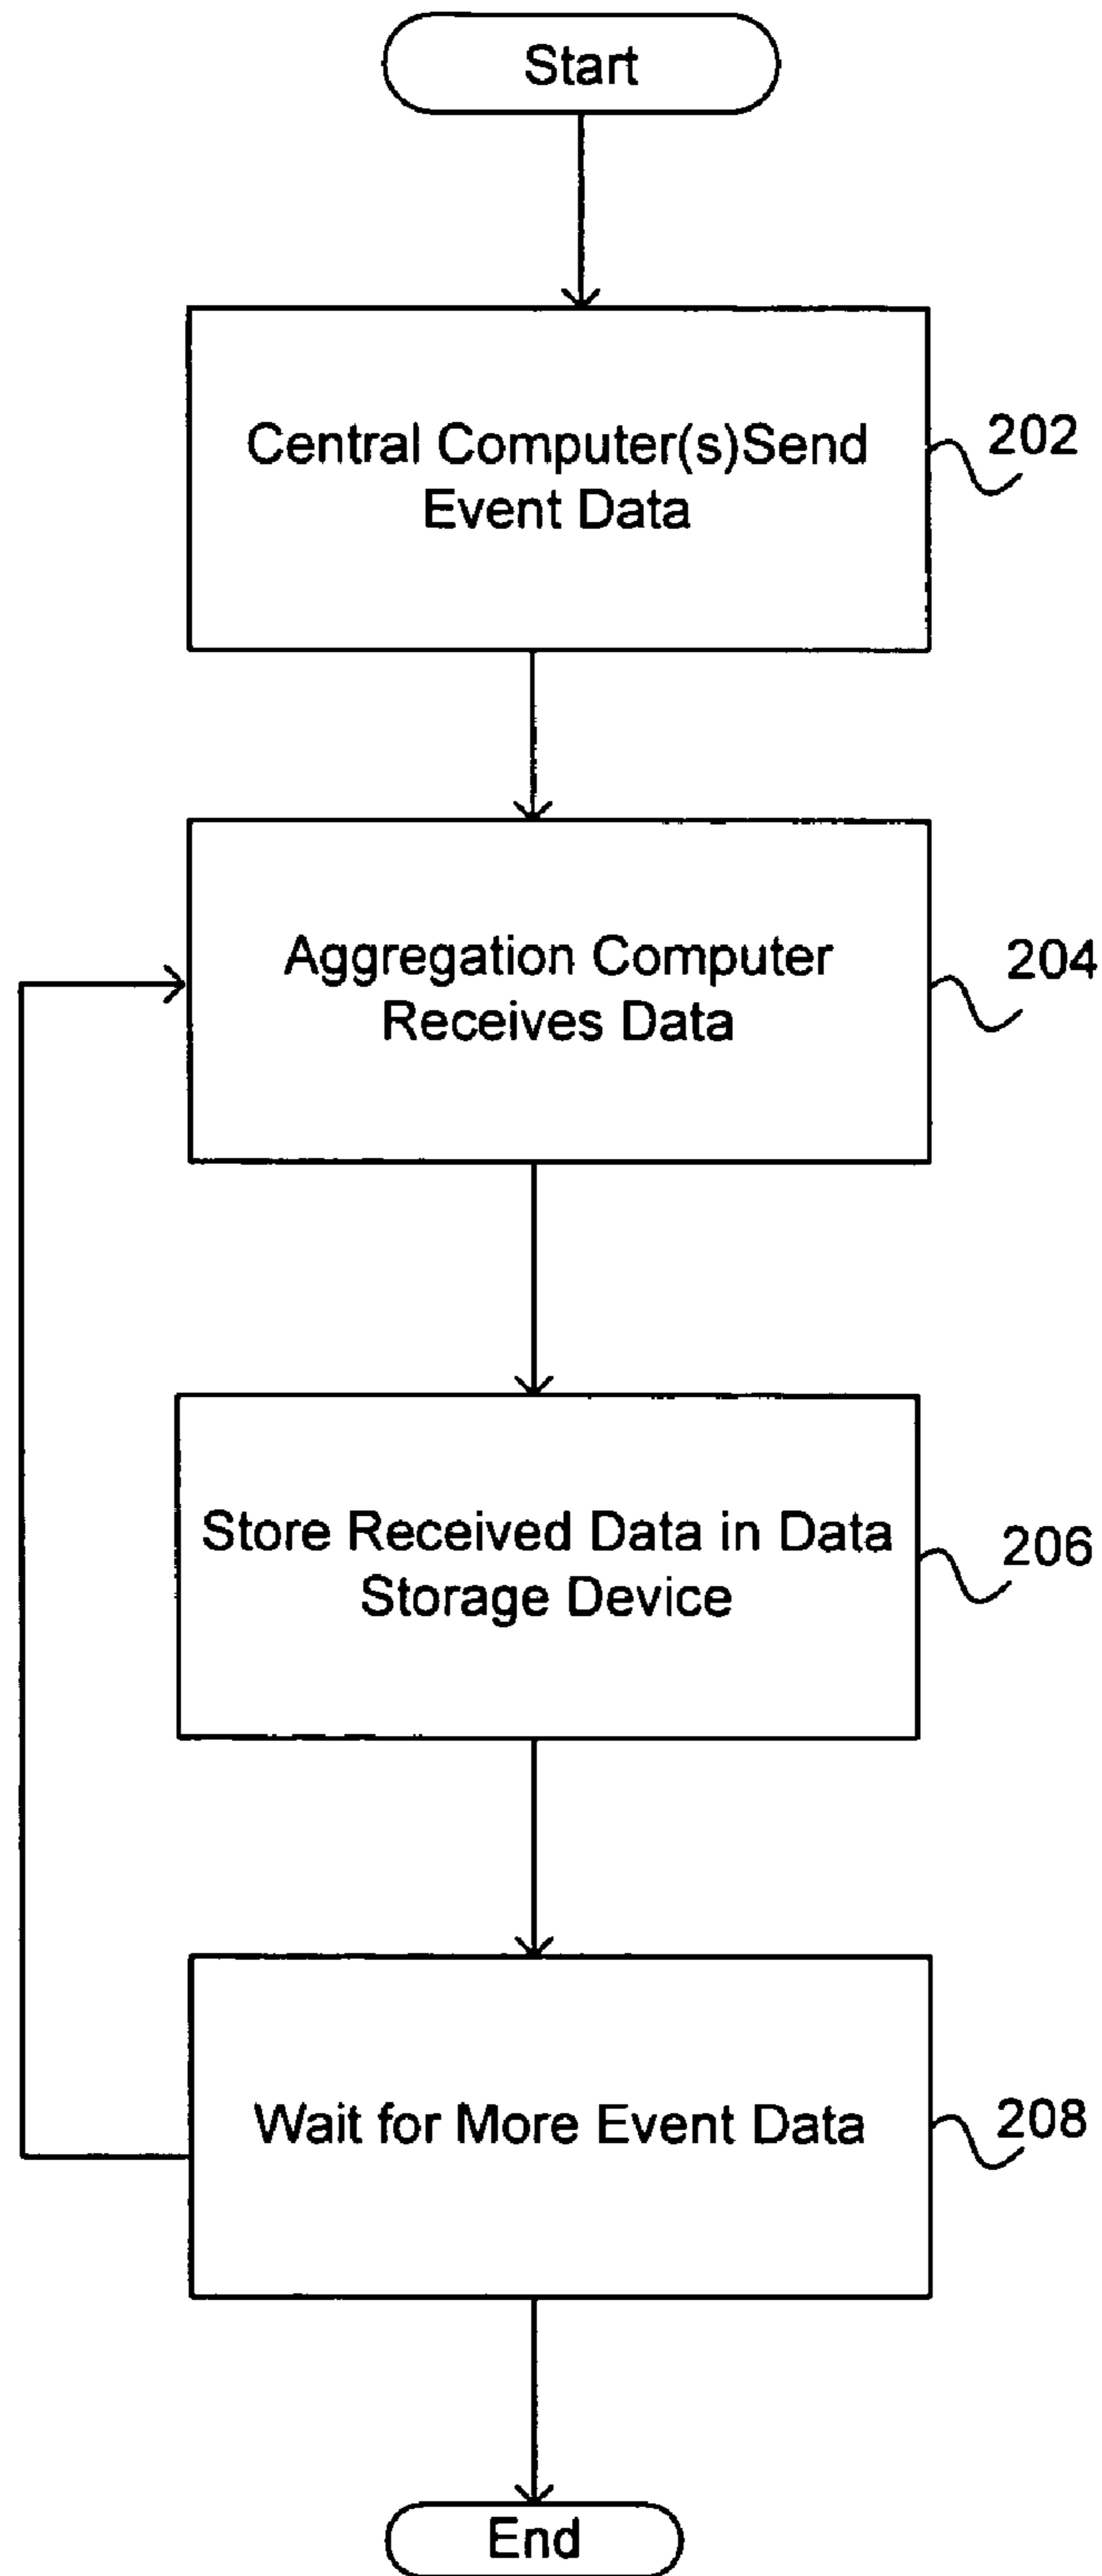 Start
Central Computer(s)Send
Event Data
202
Aggregation Computer
Receives Data
204
Store Received Data in Data
Storage Device
206
Wait for More Event Data
208
End